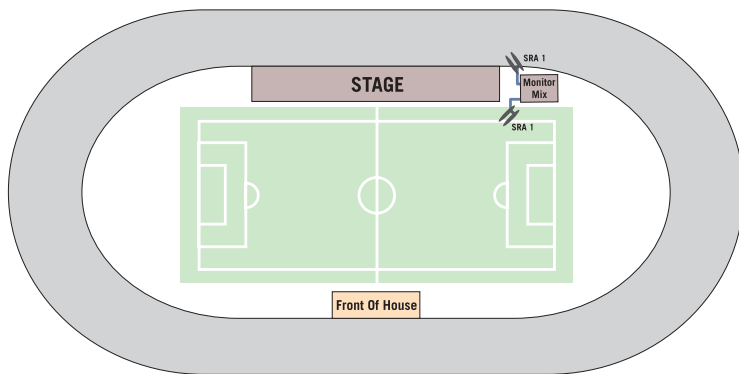 SRA 1
STAGE
Monitor
Mix
SRA 1
Front Of House